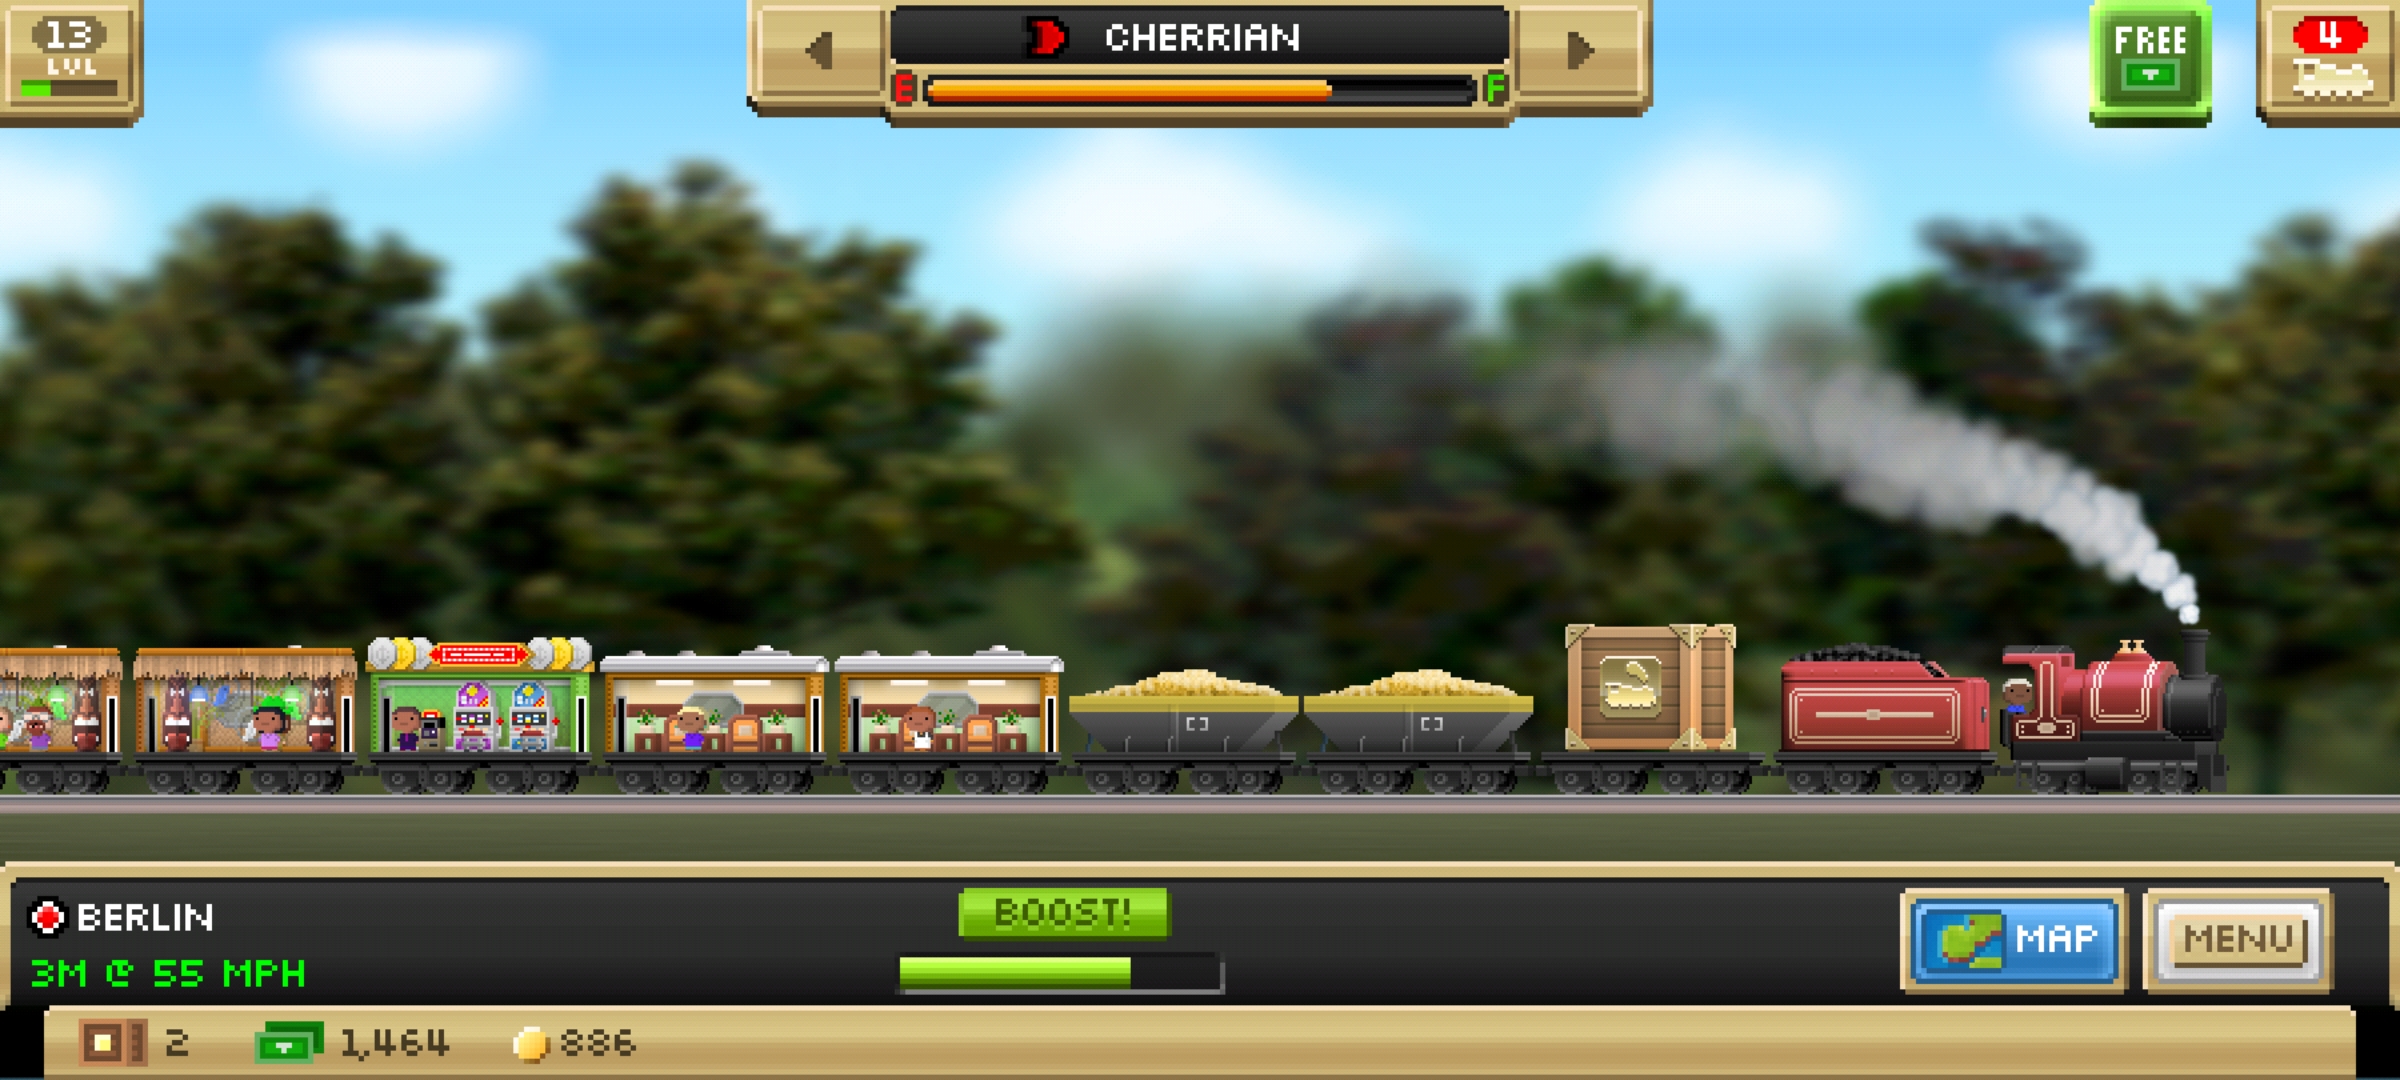 13
LVL
CHERRIAN
E F
FREE
4
BERLIN
3M @ 55 MPH
BOOST!
MAP
MENU
2 1,464 886